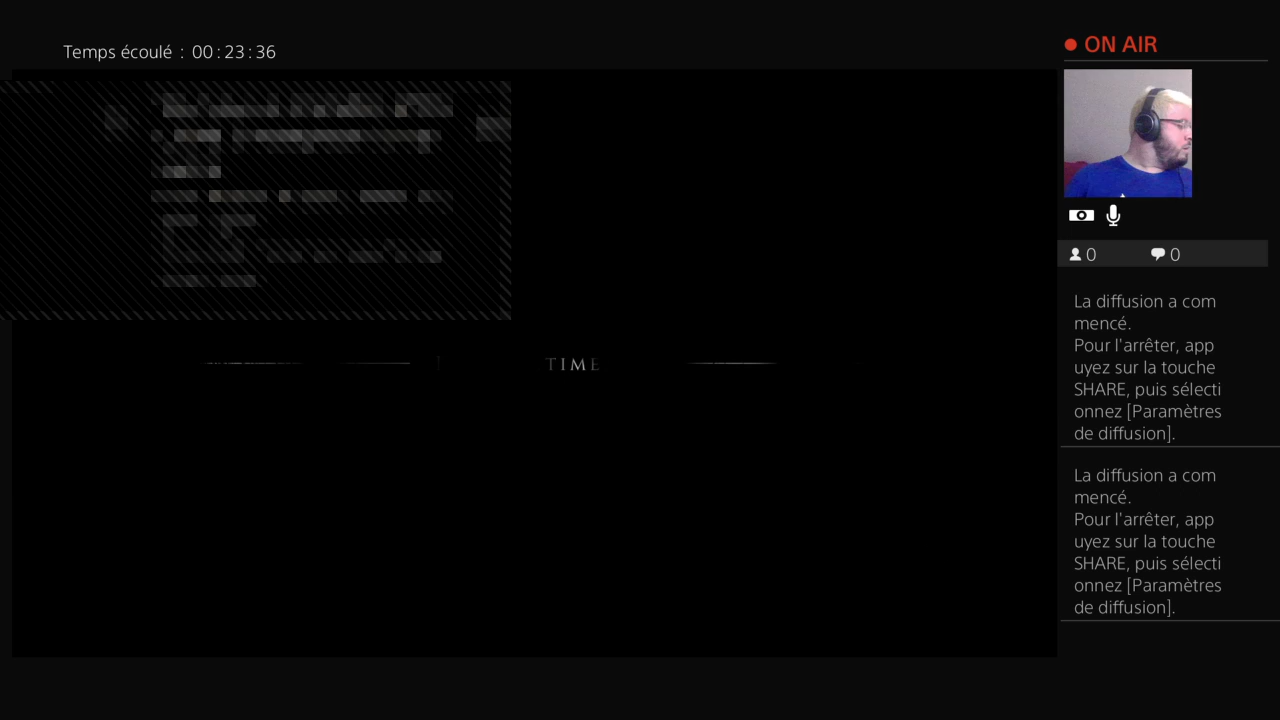 Temps écoulé : 00:23:36
ON AIR
0 0
TIME
La diffusion a com
mencé.
Pour l'arrêter, app
uyez sur la touche
SHARE, puis sélecti
onnez [Paramètres
de diffusion].
La diffusion a com
mencé.
Pour l'arrêter, app
uyez sur la touche
SHARE, puis sélecti
onnez [Paramètres
de diffusion].